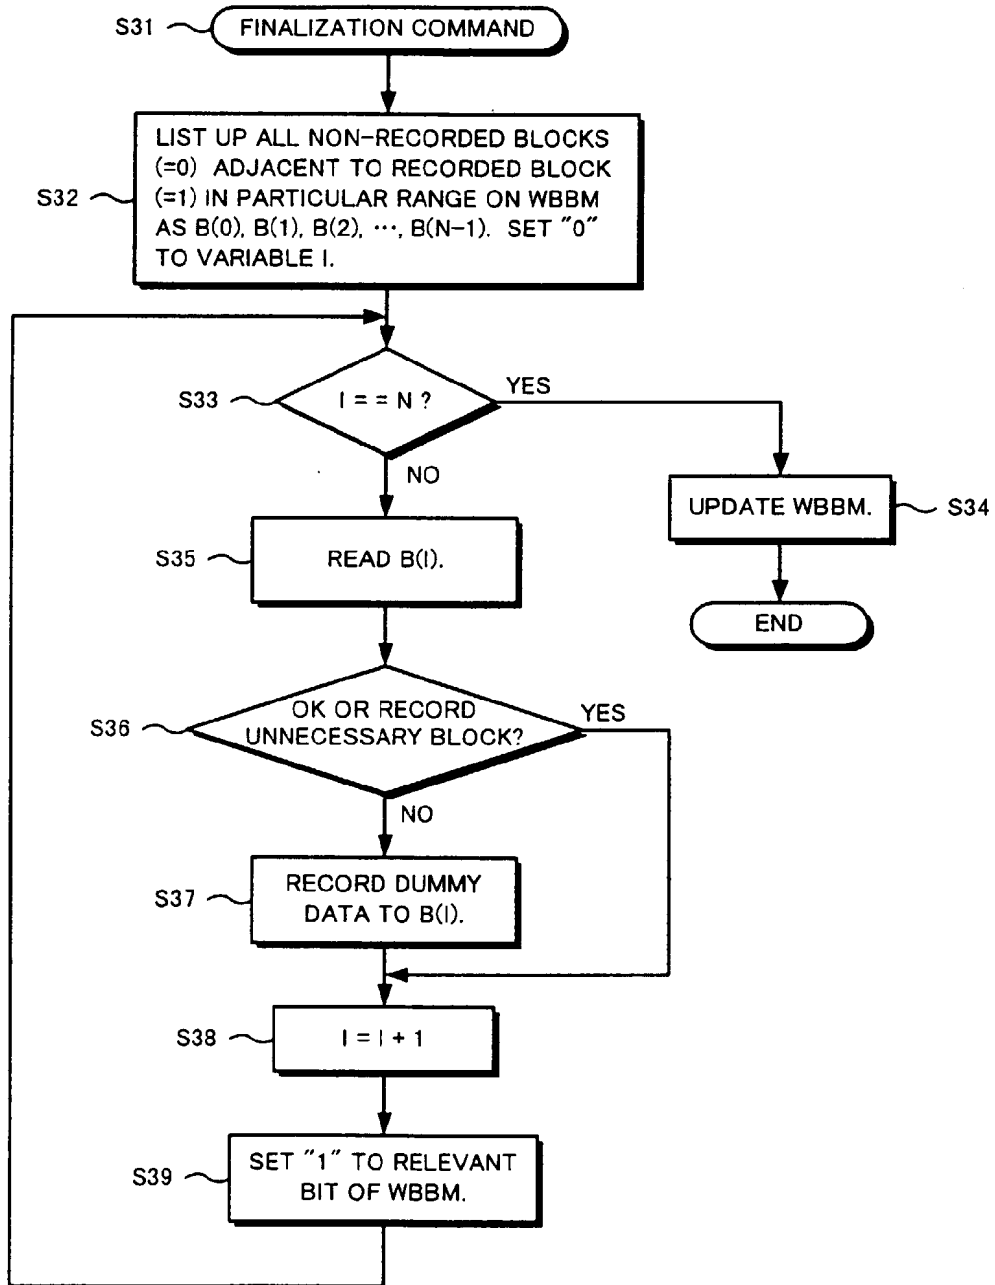 S31
FINALIZATION COMMAND
S32
LIST UP ALL NON-RECORDED BLOCKS
(=0) ADJACENT TO RECORDED BLOCK
(=1) IN PARTICULAR RANGE ON WBBM
AS B(0), B(1), B(2), ···, B(N-1). SET "0"
TO VARIABLE I.
S33
I = = N ?
YES
NO
UPDATE WBBM.
S34
S35
READ B(I).
END
S36
OK OR RECORD
UNNECESSARY BLOCK?
YES
NO
S37
RECORD DUMMY
DATA TO B(I).
S38
I = I + 1
S39
SET "1" TO RELEVANT
BIT OF WBBM.